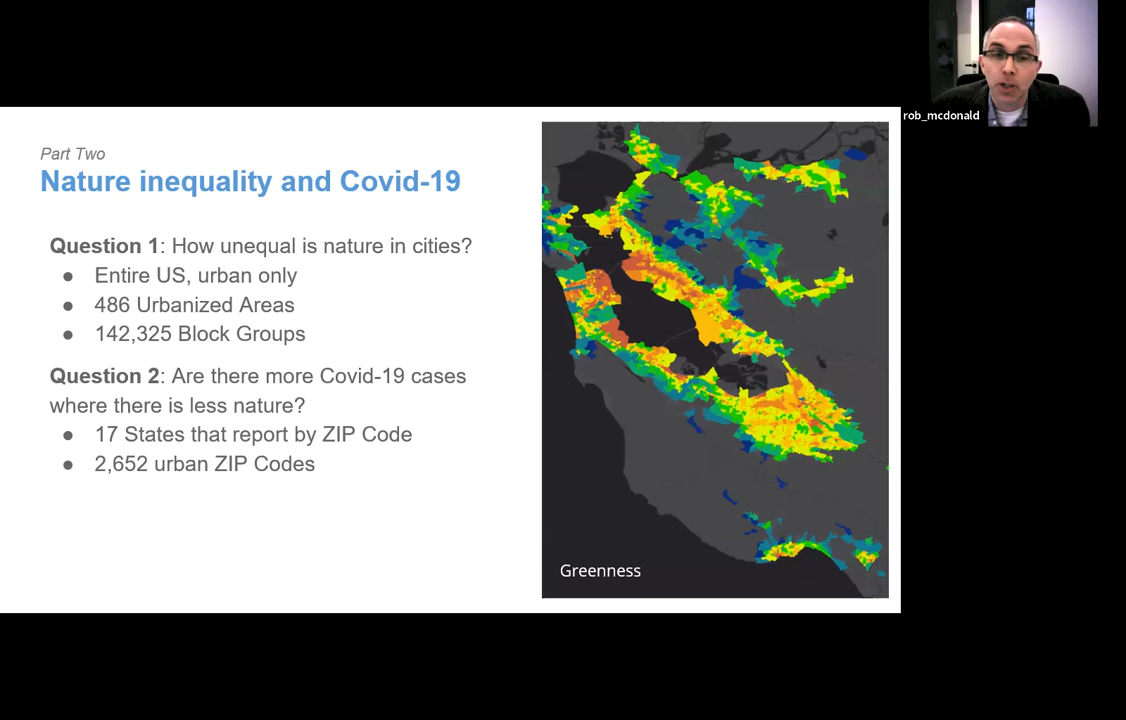 Part Two
Nature inequality and Covid-19
Question 1: How unequal is nature in cities?
● Entire US, urban only
● 486 Urbanized Areas
● 142,325 Block Groups
Question 2: Are there more Covid-19 cases
where there is less nature?
● 17 States that report by ZIP Code
● 2,652 urban ZIP Codes
Greenness
rob_mcdonald